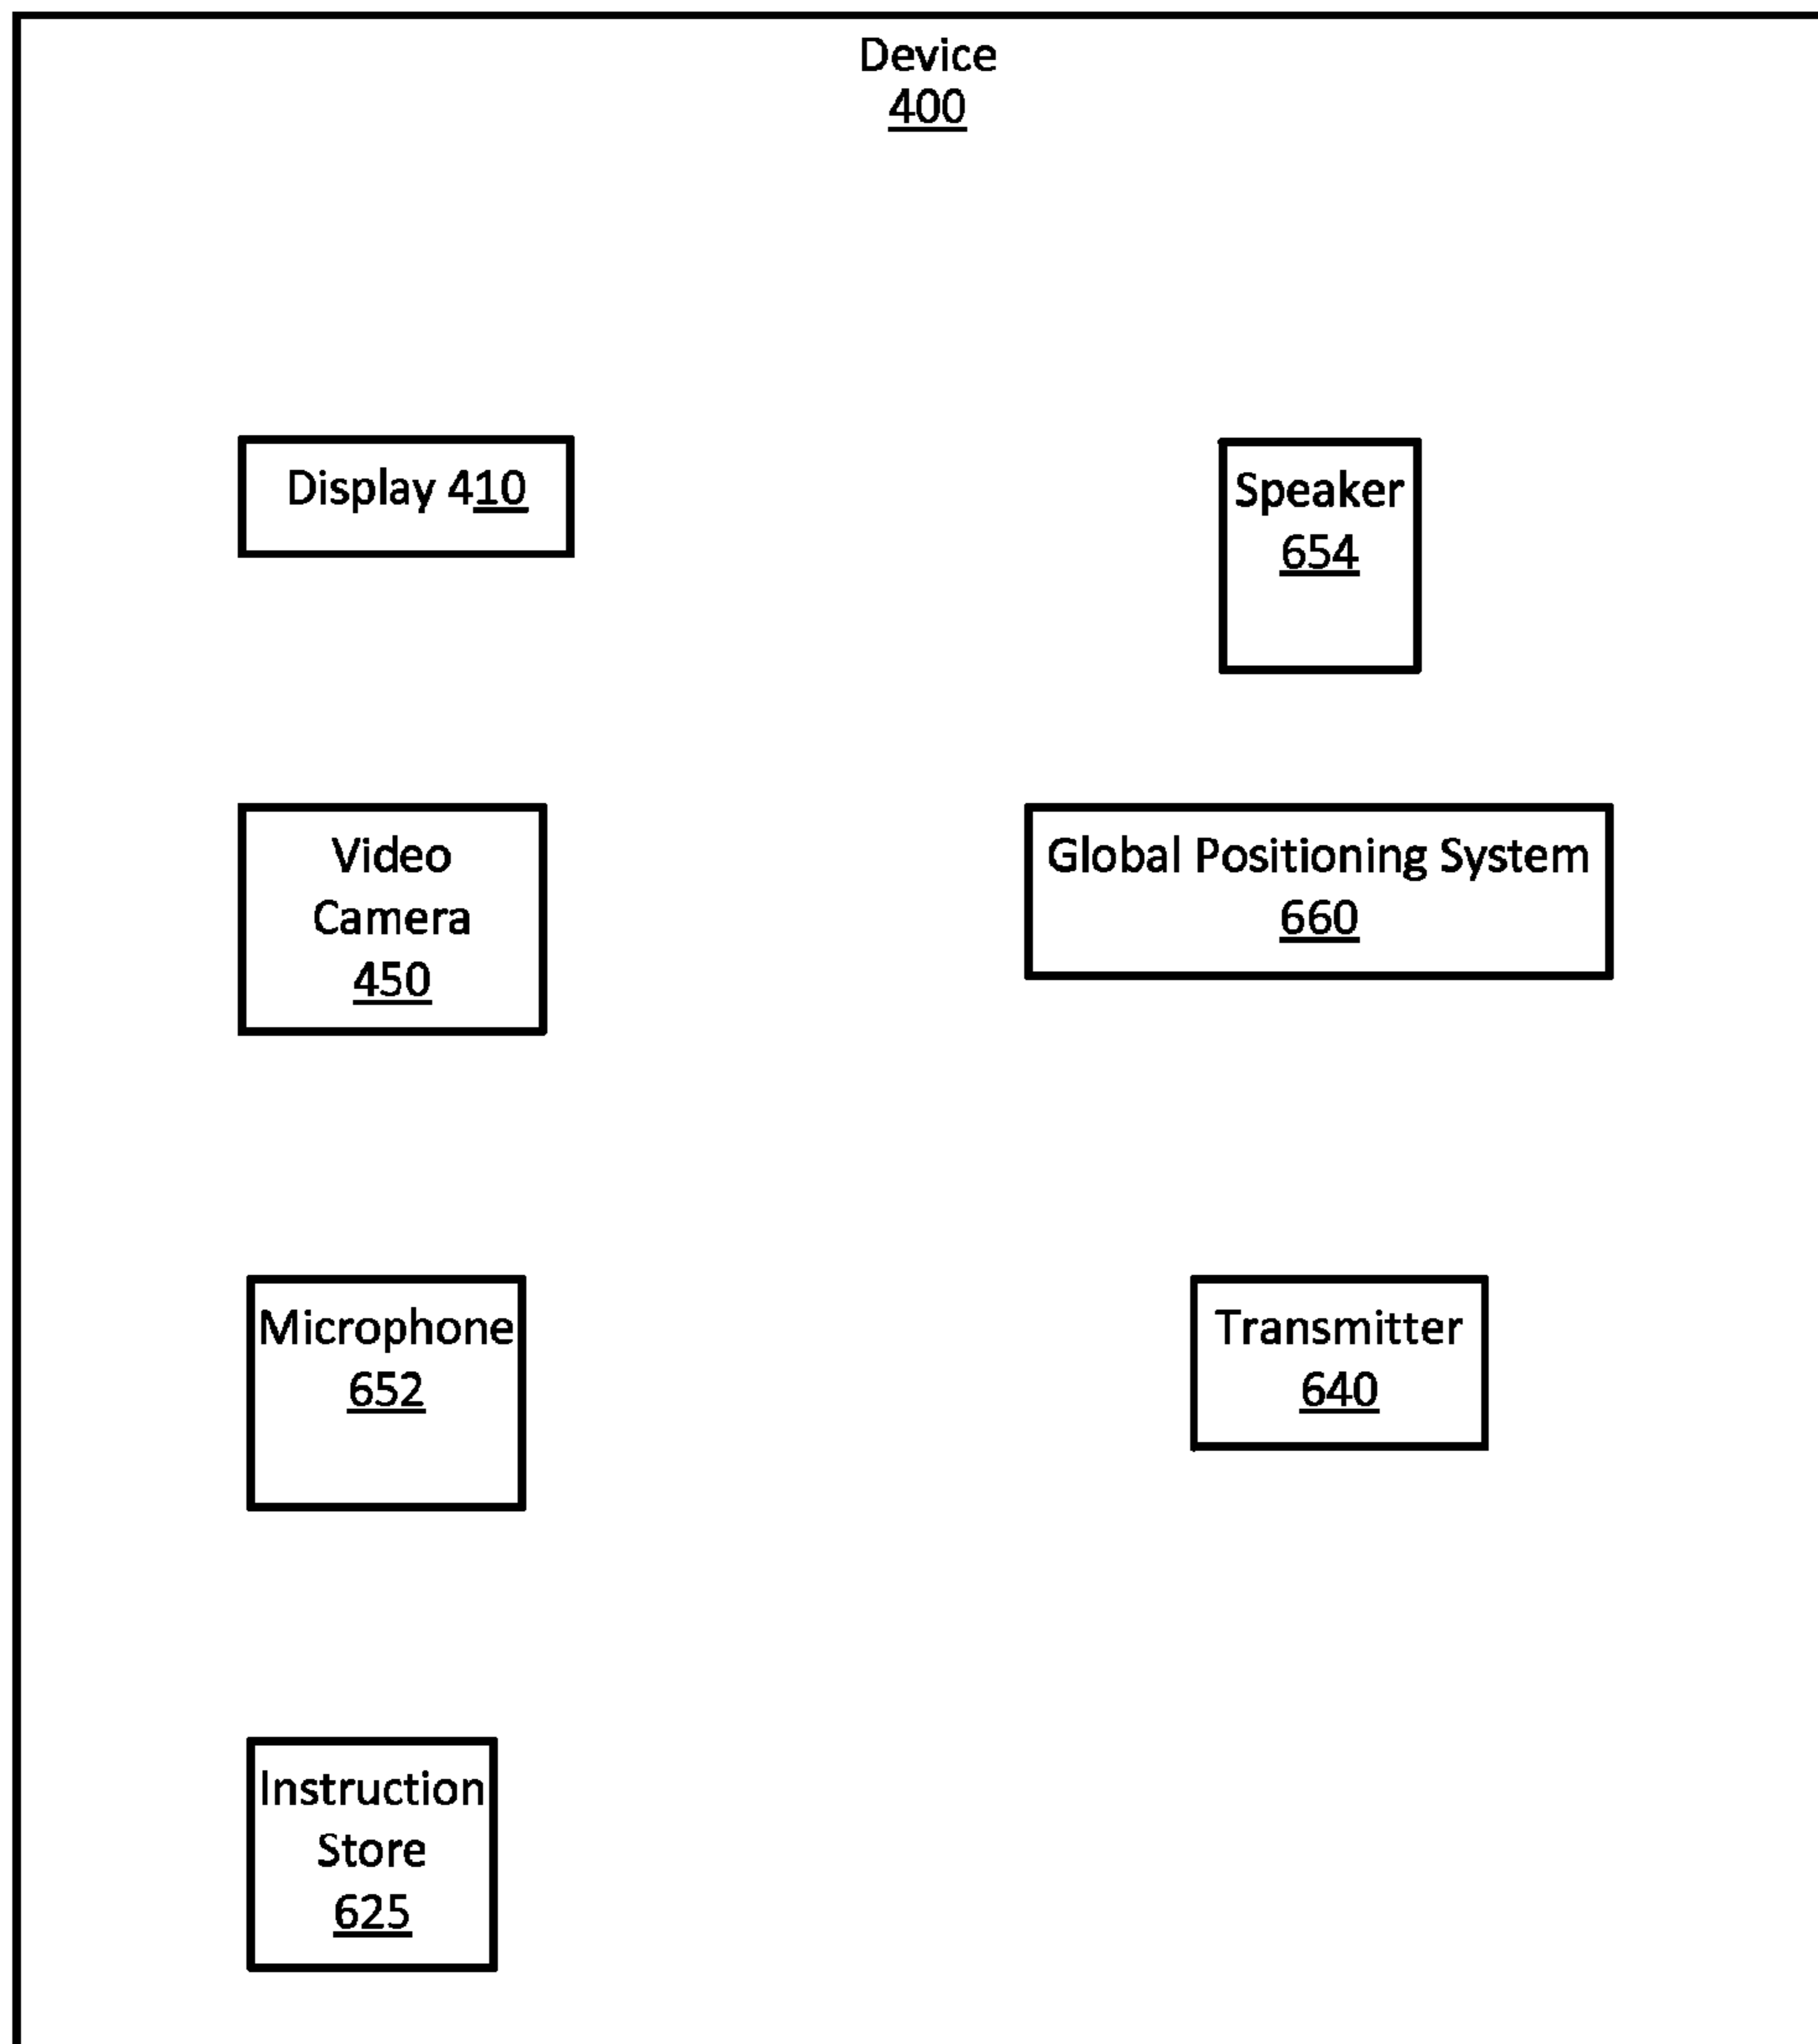 Device
400
Display 410
Speaker
654
Video
Camera
450
Global Positioning System
660
Microphone
652
Transmitter
640
Instruction
Store
625